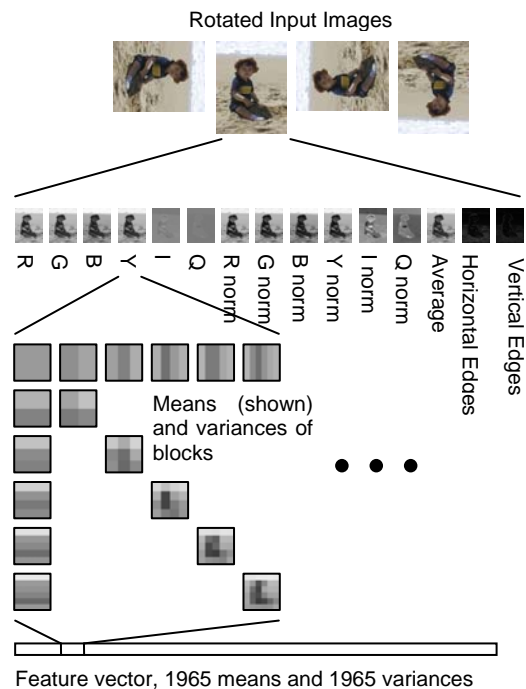 Rotated Input Images
R
G
B
Y
I
Q
R norm
G norm
B norm
Y norm
I norm
Q norm
Average
Horizontal Edges
Vertical Edges
Means (shown)
and variances of
blocks
Feature vector, 1965 means and 1965 variances